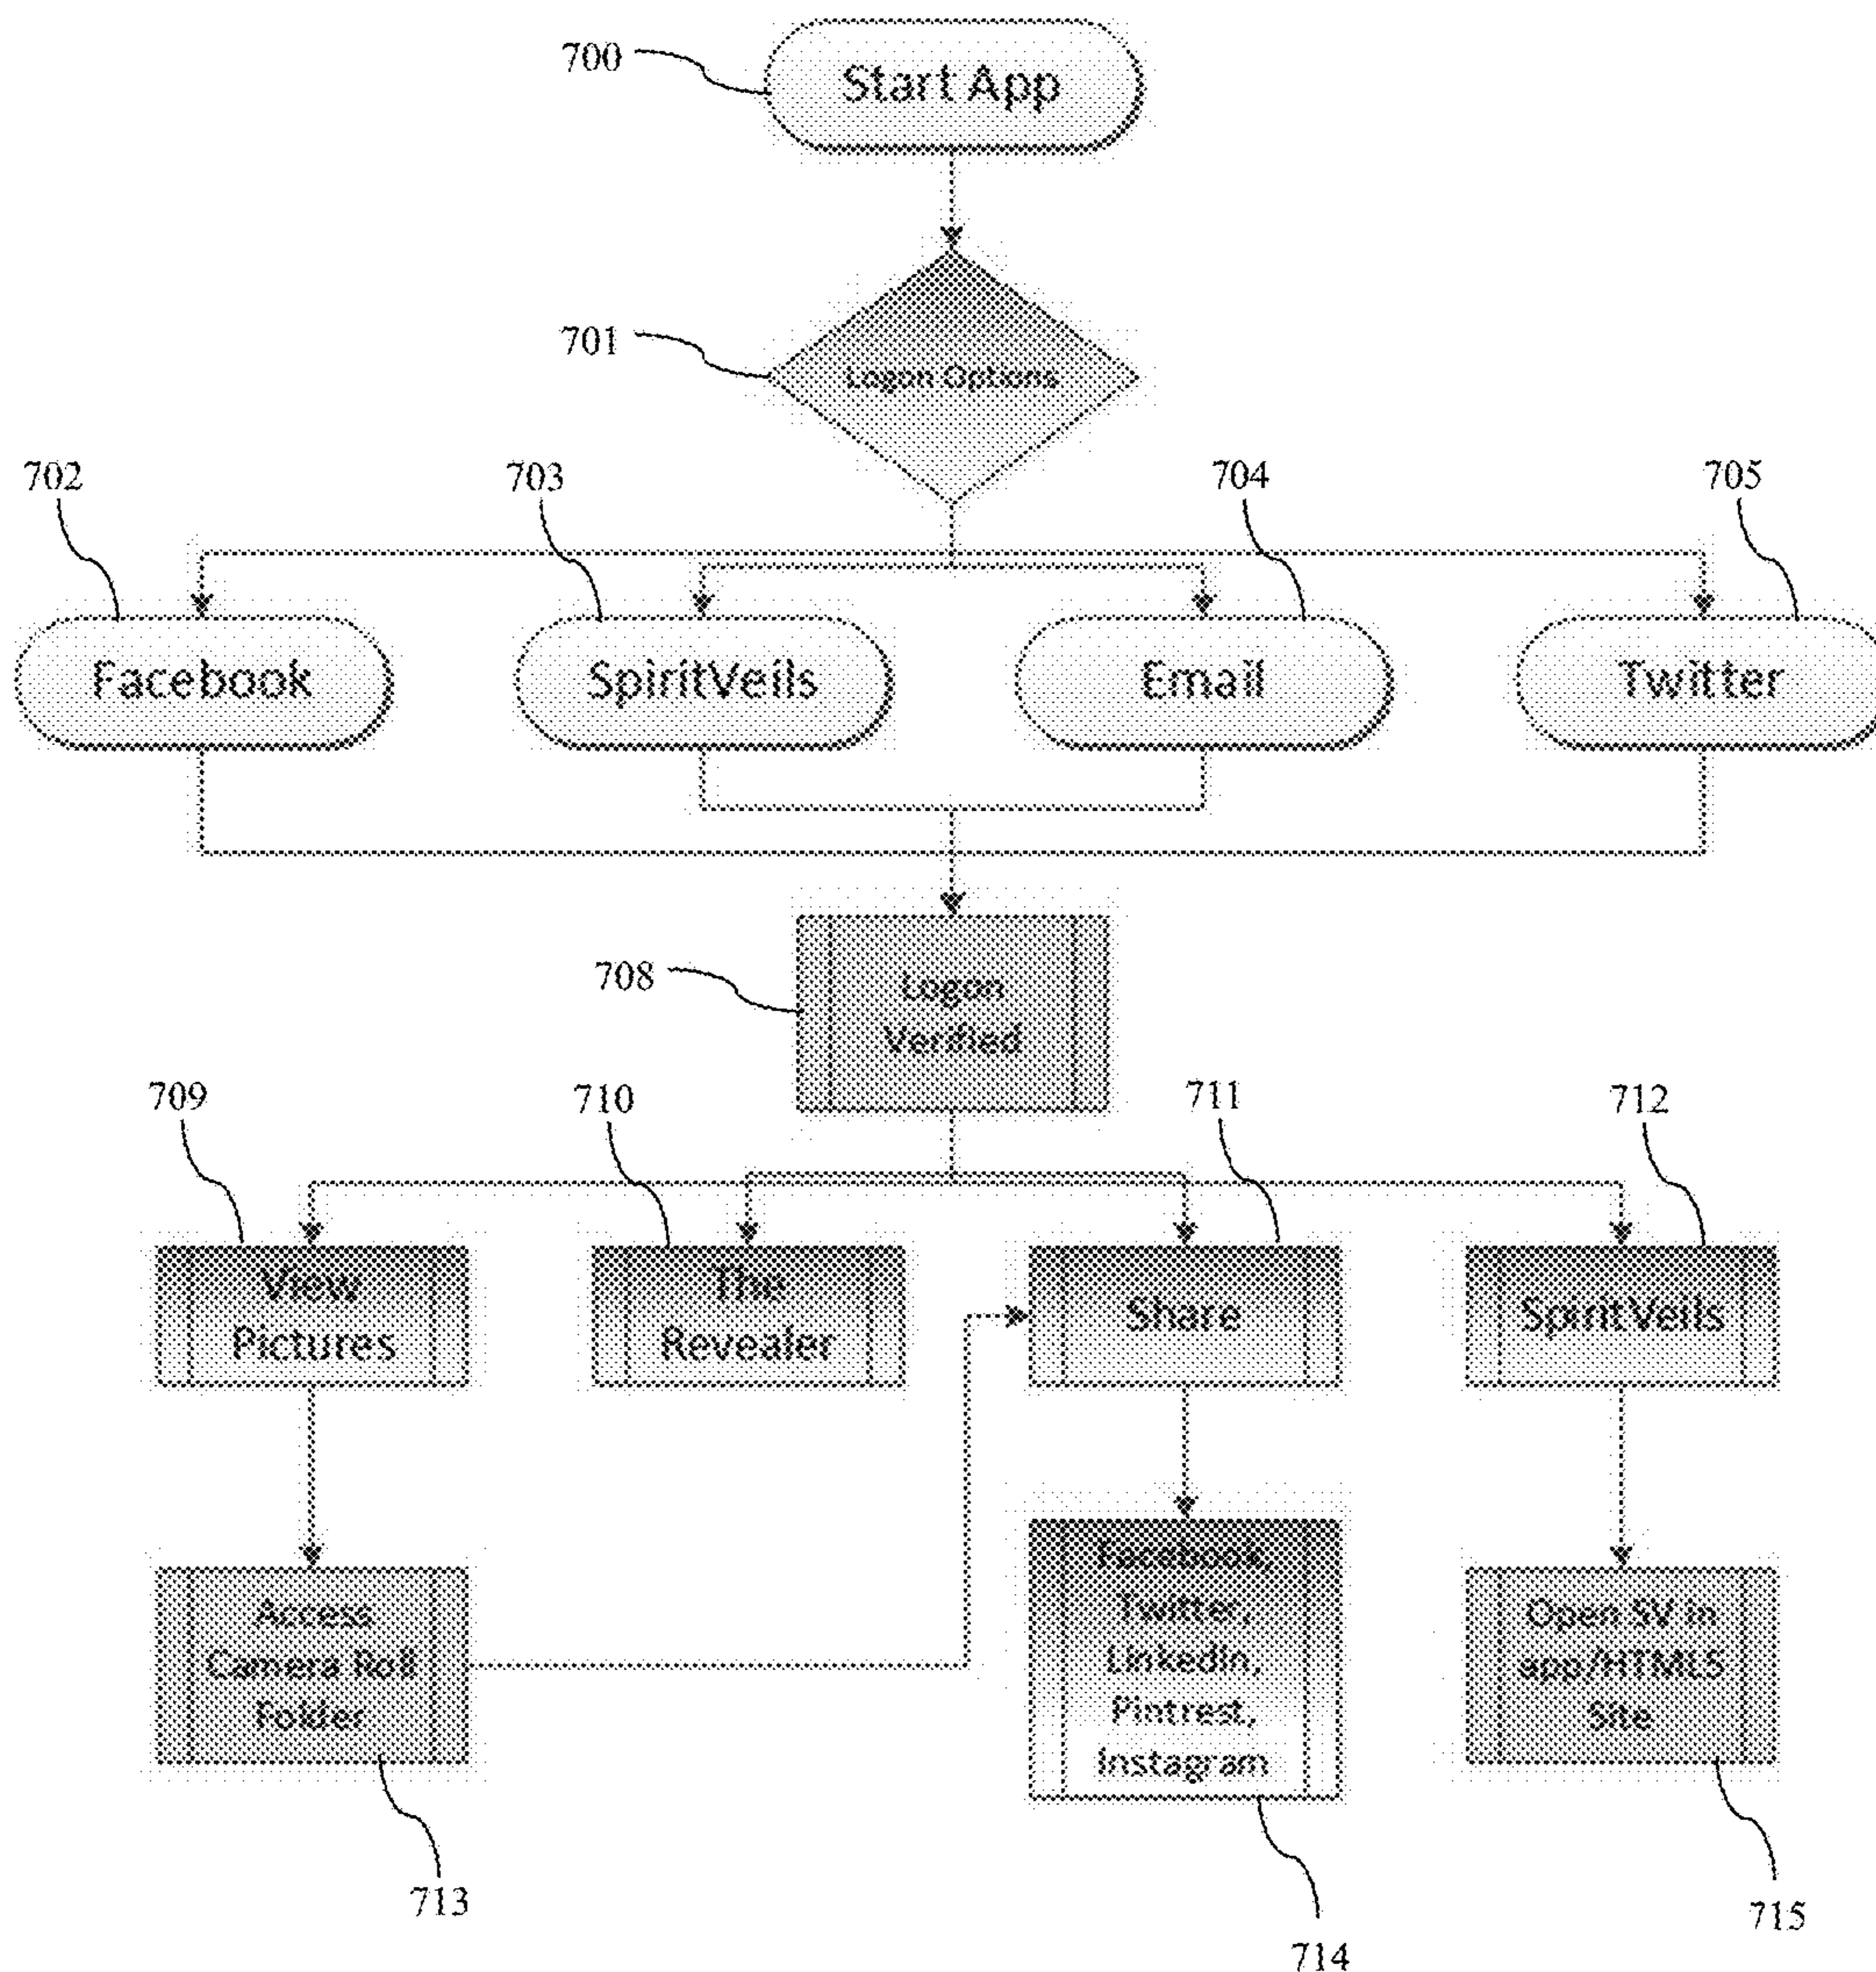 700
Start App
701
Logon Options
702
703
704
705
Facebook
SpiritVeils
Email
Twitter
708
Logon
Verified
709
710
711
712
View
Pictures
The
Revealer
Share
SpiritVeils
Access
Camera Roll
Folder
Facebook,
Twitter,
LinkedIn,
Pintrest,
Instagram
Open SV in
app/HTML5
Site
713
714
715